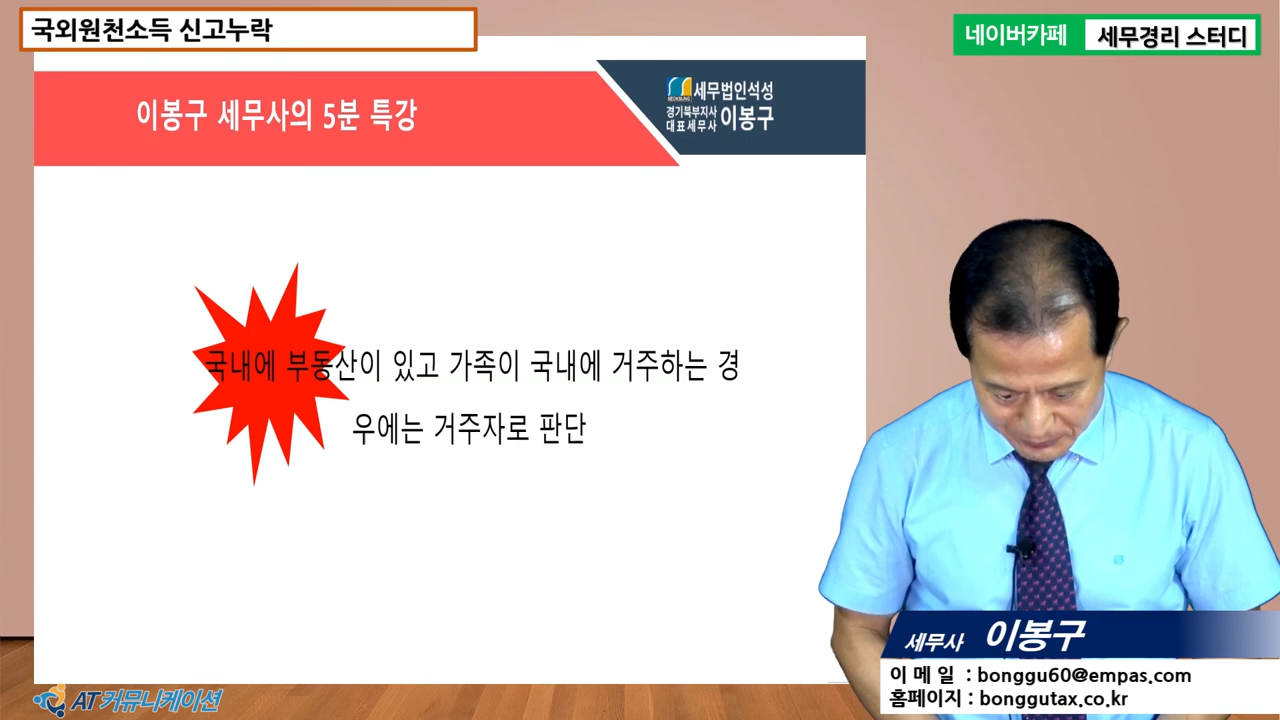 국외원천소득 신고누락
네이버카페 세무경리 스터디
이봉구 세무사의 5분 특강
세무법인석성
SEOKSUNG
경기북부지사
대표세무사 이봉구
국내에 부동산이 있고 가족이 국내에 거주하는 경
우에는 거주자로 판단
세무사 이봉구
이 메 일 : bonggu60@empas.com
홈페이지 : bonggutax.co.kr
AT커뮤니케이션